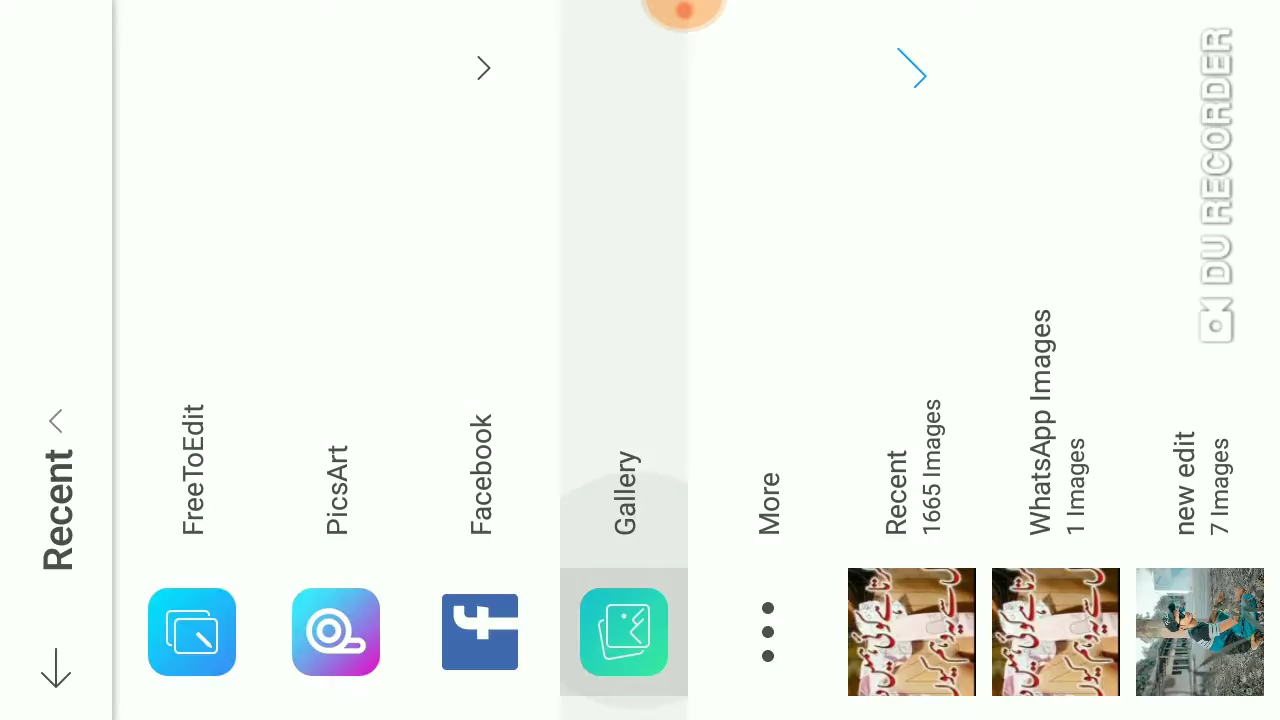 Recent
FreeToEdit
PicsArt
Facebook
Gallery
More
Recent
1665 Images
WhatsApp Images
1 Images
new edit
7 Images
DU RECORDER